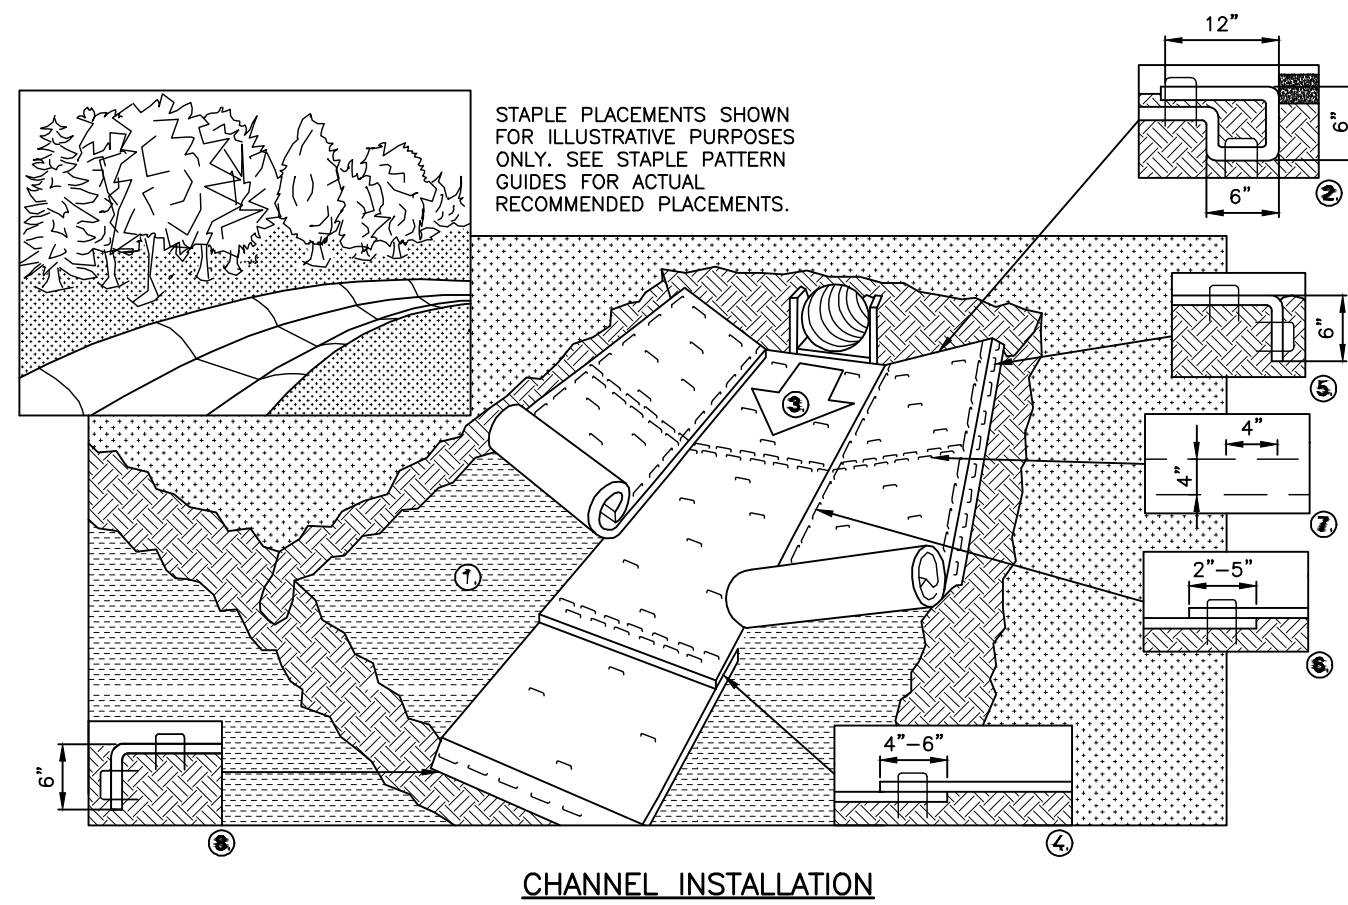 12"
STAPLE PLACEMENTS SHOWN
FOR ILLUSTRATIVE PURPOSES
ONLY. SEE STAPLE PATTERN
GUIDES FOR ACTUAL
RECOMMENDED PLACEMENTS.
6"
6"
2.
6"
5.
3.
4"
4"
7.
1.
2"-5"
6.
6"
8.
4"-6"
4.
CHANNEL INSTALLATION